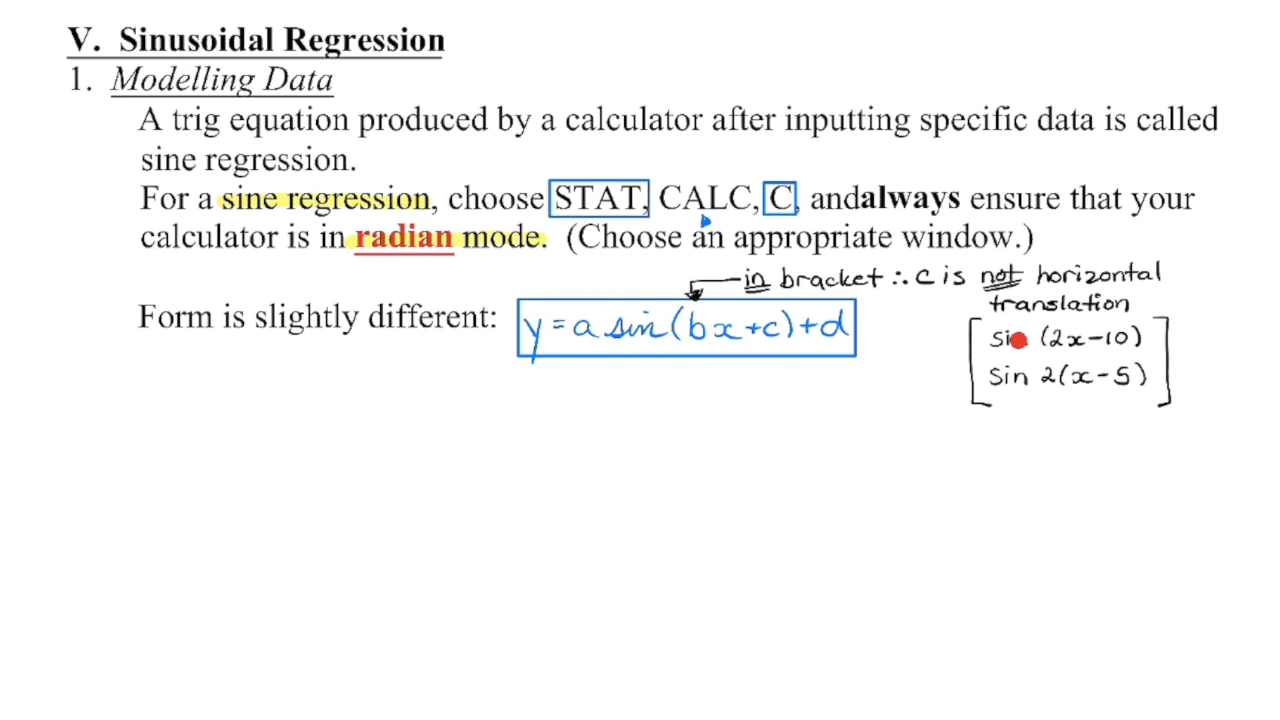 V. Sinusoidal Regression
1. Modelling Data
A trig equation produced by a calculator after inputting specific data is called
sine regression.
For a sine regression, choose STAT, CALC, C, andalways ensure that your
calculator is in radian mode. (Choose an appropriate window.)
in bracket ∴ c is not horizontal
translation
Form is slightly different: y = a sin(bx+c)+d
(2x-10)
sin 2(x-5)